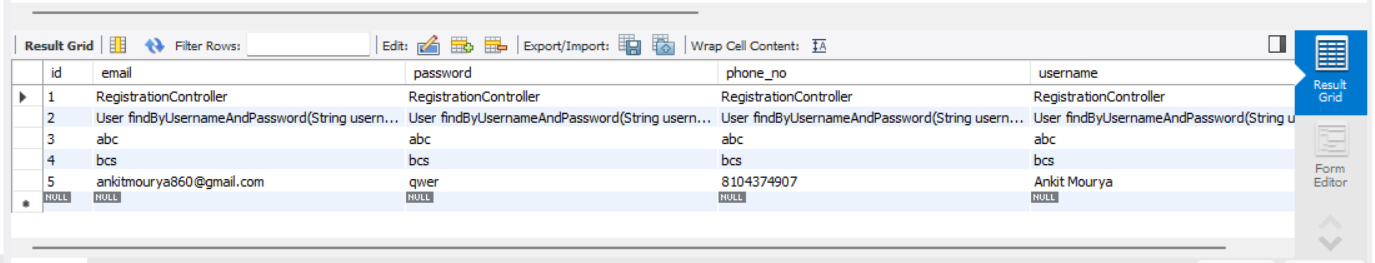 Result Grid Filter Rows: Edit: Export/Import: Wrap Cell Content: IA
id email password phone_no username
1 RegistrationController RegistrationController RegistrationController RegistrationController
2 User findByUsernameAndPassword(String usern... User findByUsernameAndPassword(String usern... User findByUsernameAndPassword(String usern... User findByUsernameAndPassword(String u
3 abc abc abc abc
4 bcs bcs bcs bcs
5 ankitmourya860@gmail.com qwer 8104374907 Ankit Mourya
NULL NULL NULL NULL NULL
Result
Grid
Form
Editor